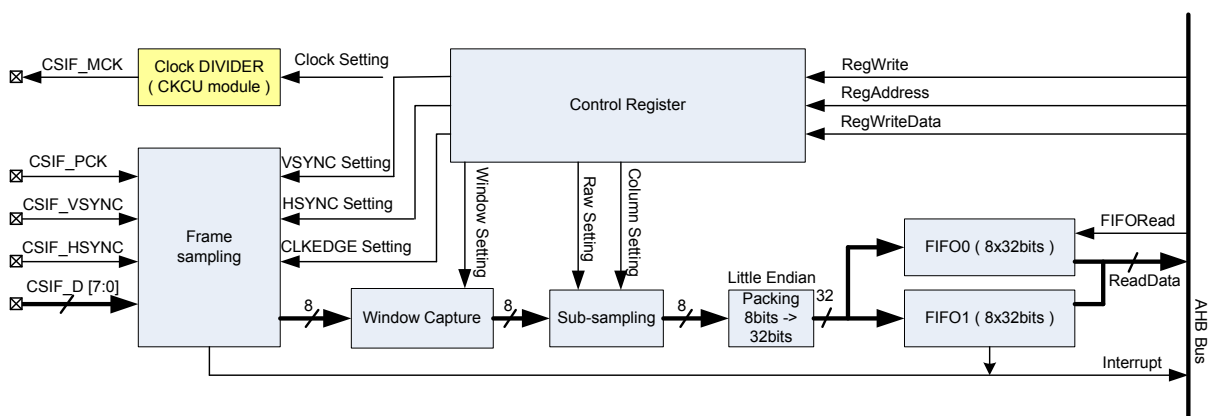 CSIF_MCK
Clock DIVIDER
( CKCU module )
Clock Setting
Control Register
RegWrite
RegAddress
RegWriteData
CSIF_PCK
CSIF_VSYNC
CSIF_HSYNC
CSIF_D [7:0]
Frame
sampling
VSYNC Setting
HSYNC Setting
CLKEDGE Setting
Window Setting
Raw Setting
Column Setting
8
Window Capture
8
Sub-sampling
8
Little Endian
Packing
8bits ->
32bits
32
FIFO0 ( 8x32bits )
FIFO1 ( 8x32bits )
FIFORead
ReadData
Interrupt
AHB Bus